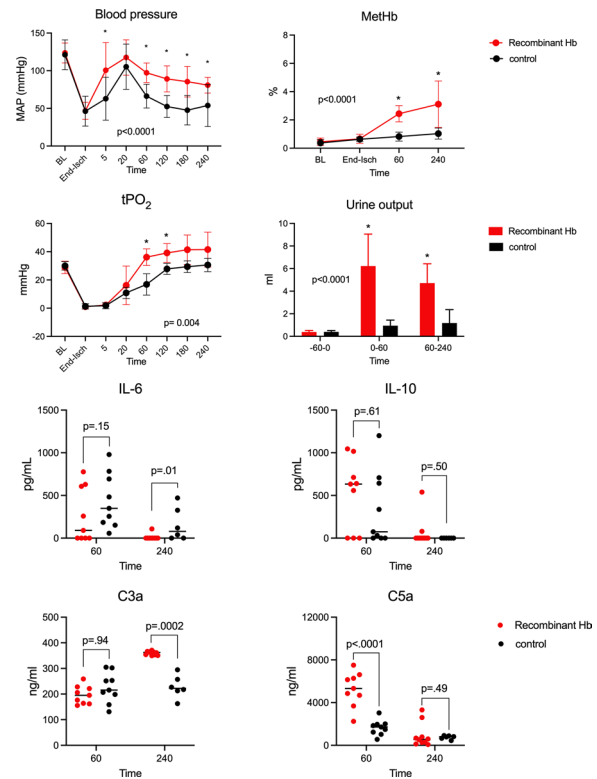 Blood pressure
MAP (mmHg)
150
100
50
0
p<0.0001
* * * * *
BL
End-Isch
5
20
60
120
180
240
Time
MetHb
%
6
4
2
0
p<0.0001
* *
BL
End-Isch
60
240
Time
Recombinant Hb
control
tPO2
mmHg
60
40
20
0
-20
* *
p= 0.004
BL
End-Isch
5
20
60
120
180
240
Time
Urine output
ml
10
8
6
4
2
0
p<0.0001
* *
-60-0
0-60
60-240
Time
Recombinant Hb
control
IL-6
pg/mL
1500
1000
500
0
p=.15
p=.01
60
240
Time
IL-10
pg/mL
1500
1000
500
0
p=.61
p=.50
60
240
Time
C3a
ng/ml
400
300
200
100
0
p=.94
p=.0002
60
240
Time
C5a
ng/ml
12000
8000
4000
0
p<.0001
p=.49
60
240
Time
Recombinant Hb
control